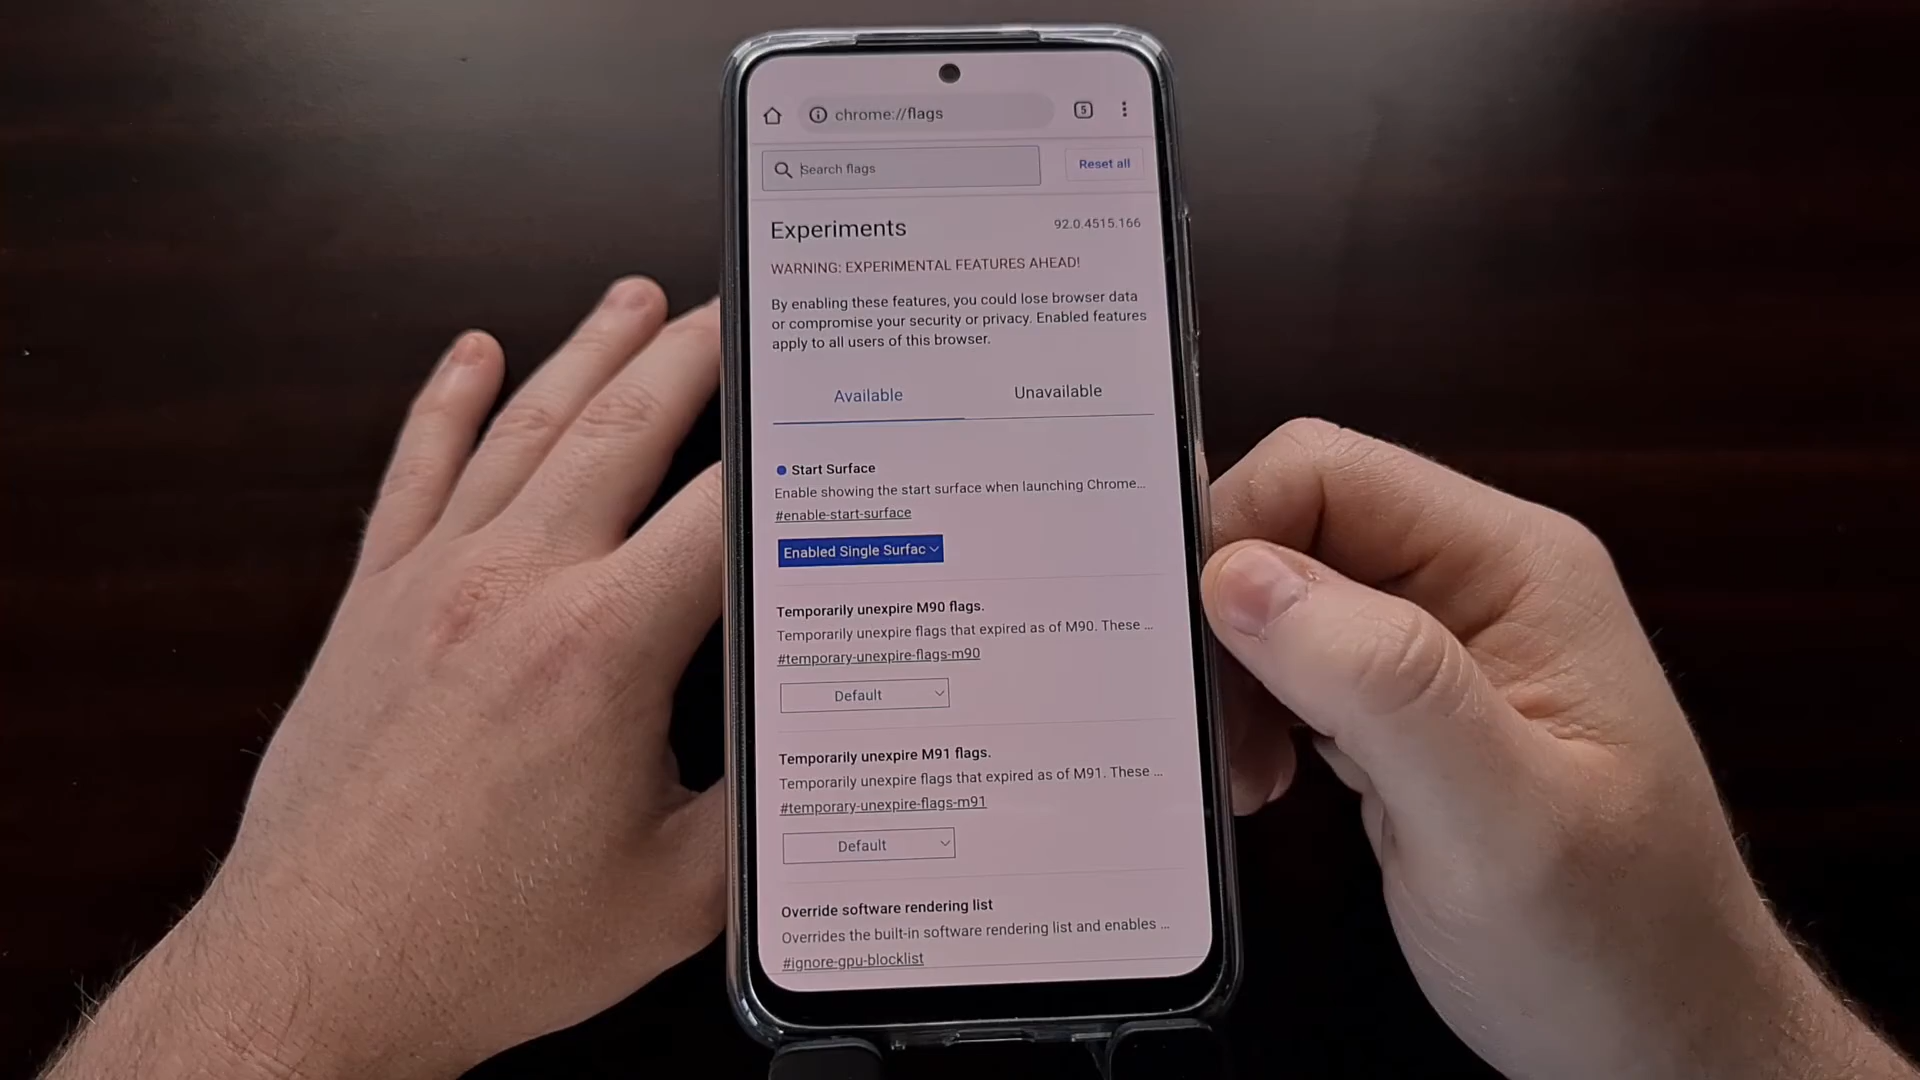 chrome://flags
5
Search flags
Reset all
Experiments
92.0.4515.166
WARNING: EXPERIMENTAL FEATURES AHEAD!
By enabling these features, you could lose browser data
or compromise your security or privacy. Enabled features
apply to all users of this browser.
Available
Unavailable
Start Surface
Enable showing the start surface when launching Chrome...
#enable-start-surface
Enabled Single Surfac
Temporarily unexpire M90 flags.
Temporarily unexpire flags that expired as of M90. These ...
#temporary-unexpire-flags-m90
Default
Temporarily unexpire M91 flags.
Temporarily unexpire flags that expired as of M91. These ...
#temporary-unexpire-flags-m91
Default
Override software rendering list
Overrides the built-in software rendering list and enables ...
#ignore-gpu-blocklist